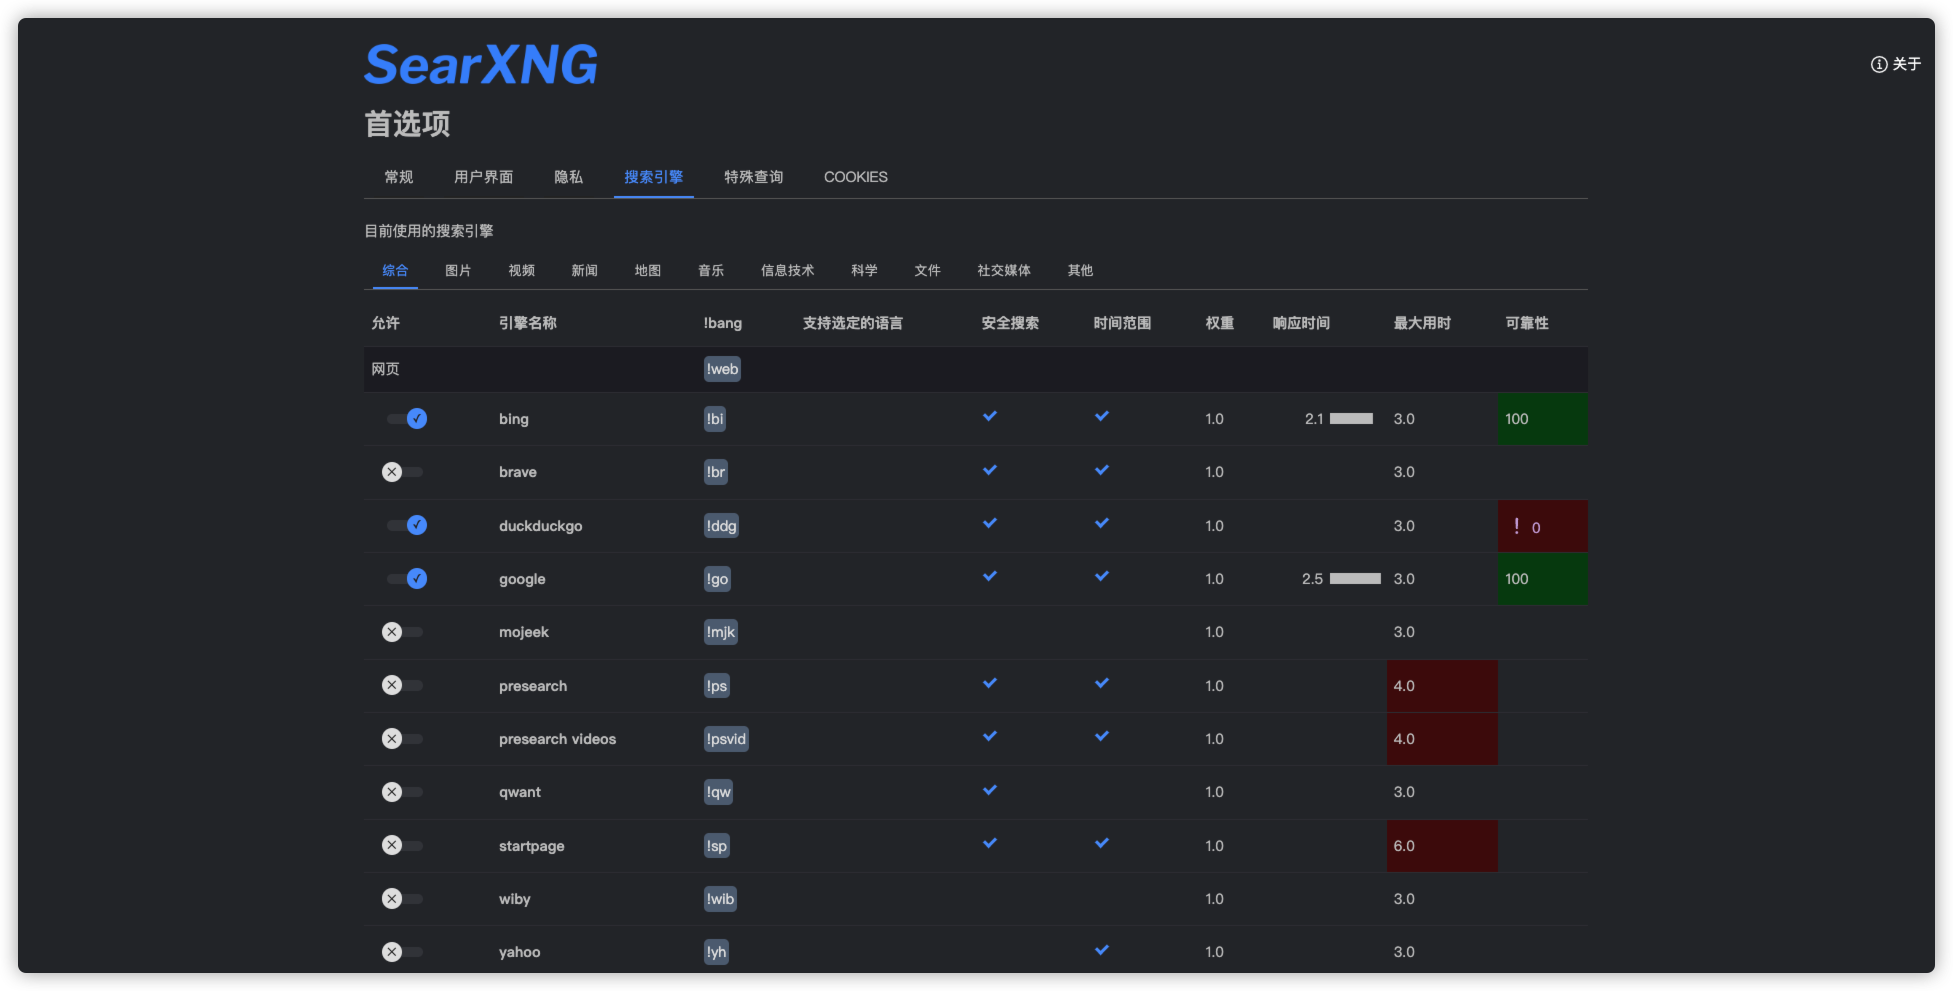 SearXNG
关于
首选项
常规 用户界面 隐私 搜索引擎 特殊查询 COOKIES
目前使用的搜索引擎
综合 图片 视频 新闻 地图 音乐 信息技术 科学 文件 社交媒体 其他
允许 引擎名称 !bang 支持选定的语言 安全搜索 时间范围 权重 响应时间 最大用时 可靠性
网页 !web
bing !bi 1.0 2.1 3.0 100
brave !br 1.0 3.0
duckduckgo !ddg 1.0 3.0 ! 0
google !go 1.0 2.5 3.0 100
mojeek !mjk 1.0 3.0
presearch !ps 1.0 4.0
presearch videos !psvid 1.0 4.0
qwant !qw 1.0 3.0
startpage !sp 1.0 6.0
wiby !wib 1.0 3.0
yahoo !yh 1.0 3.0